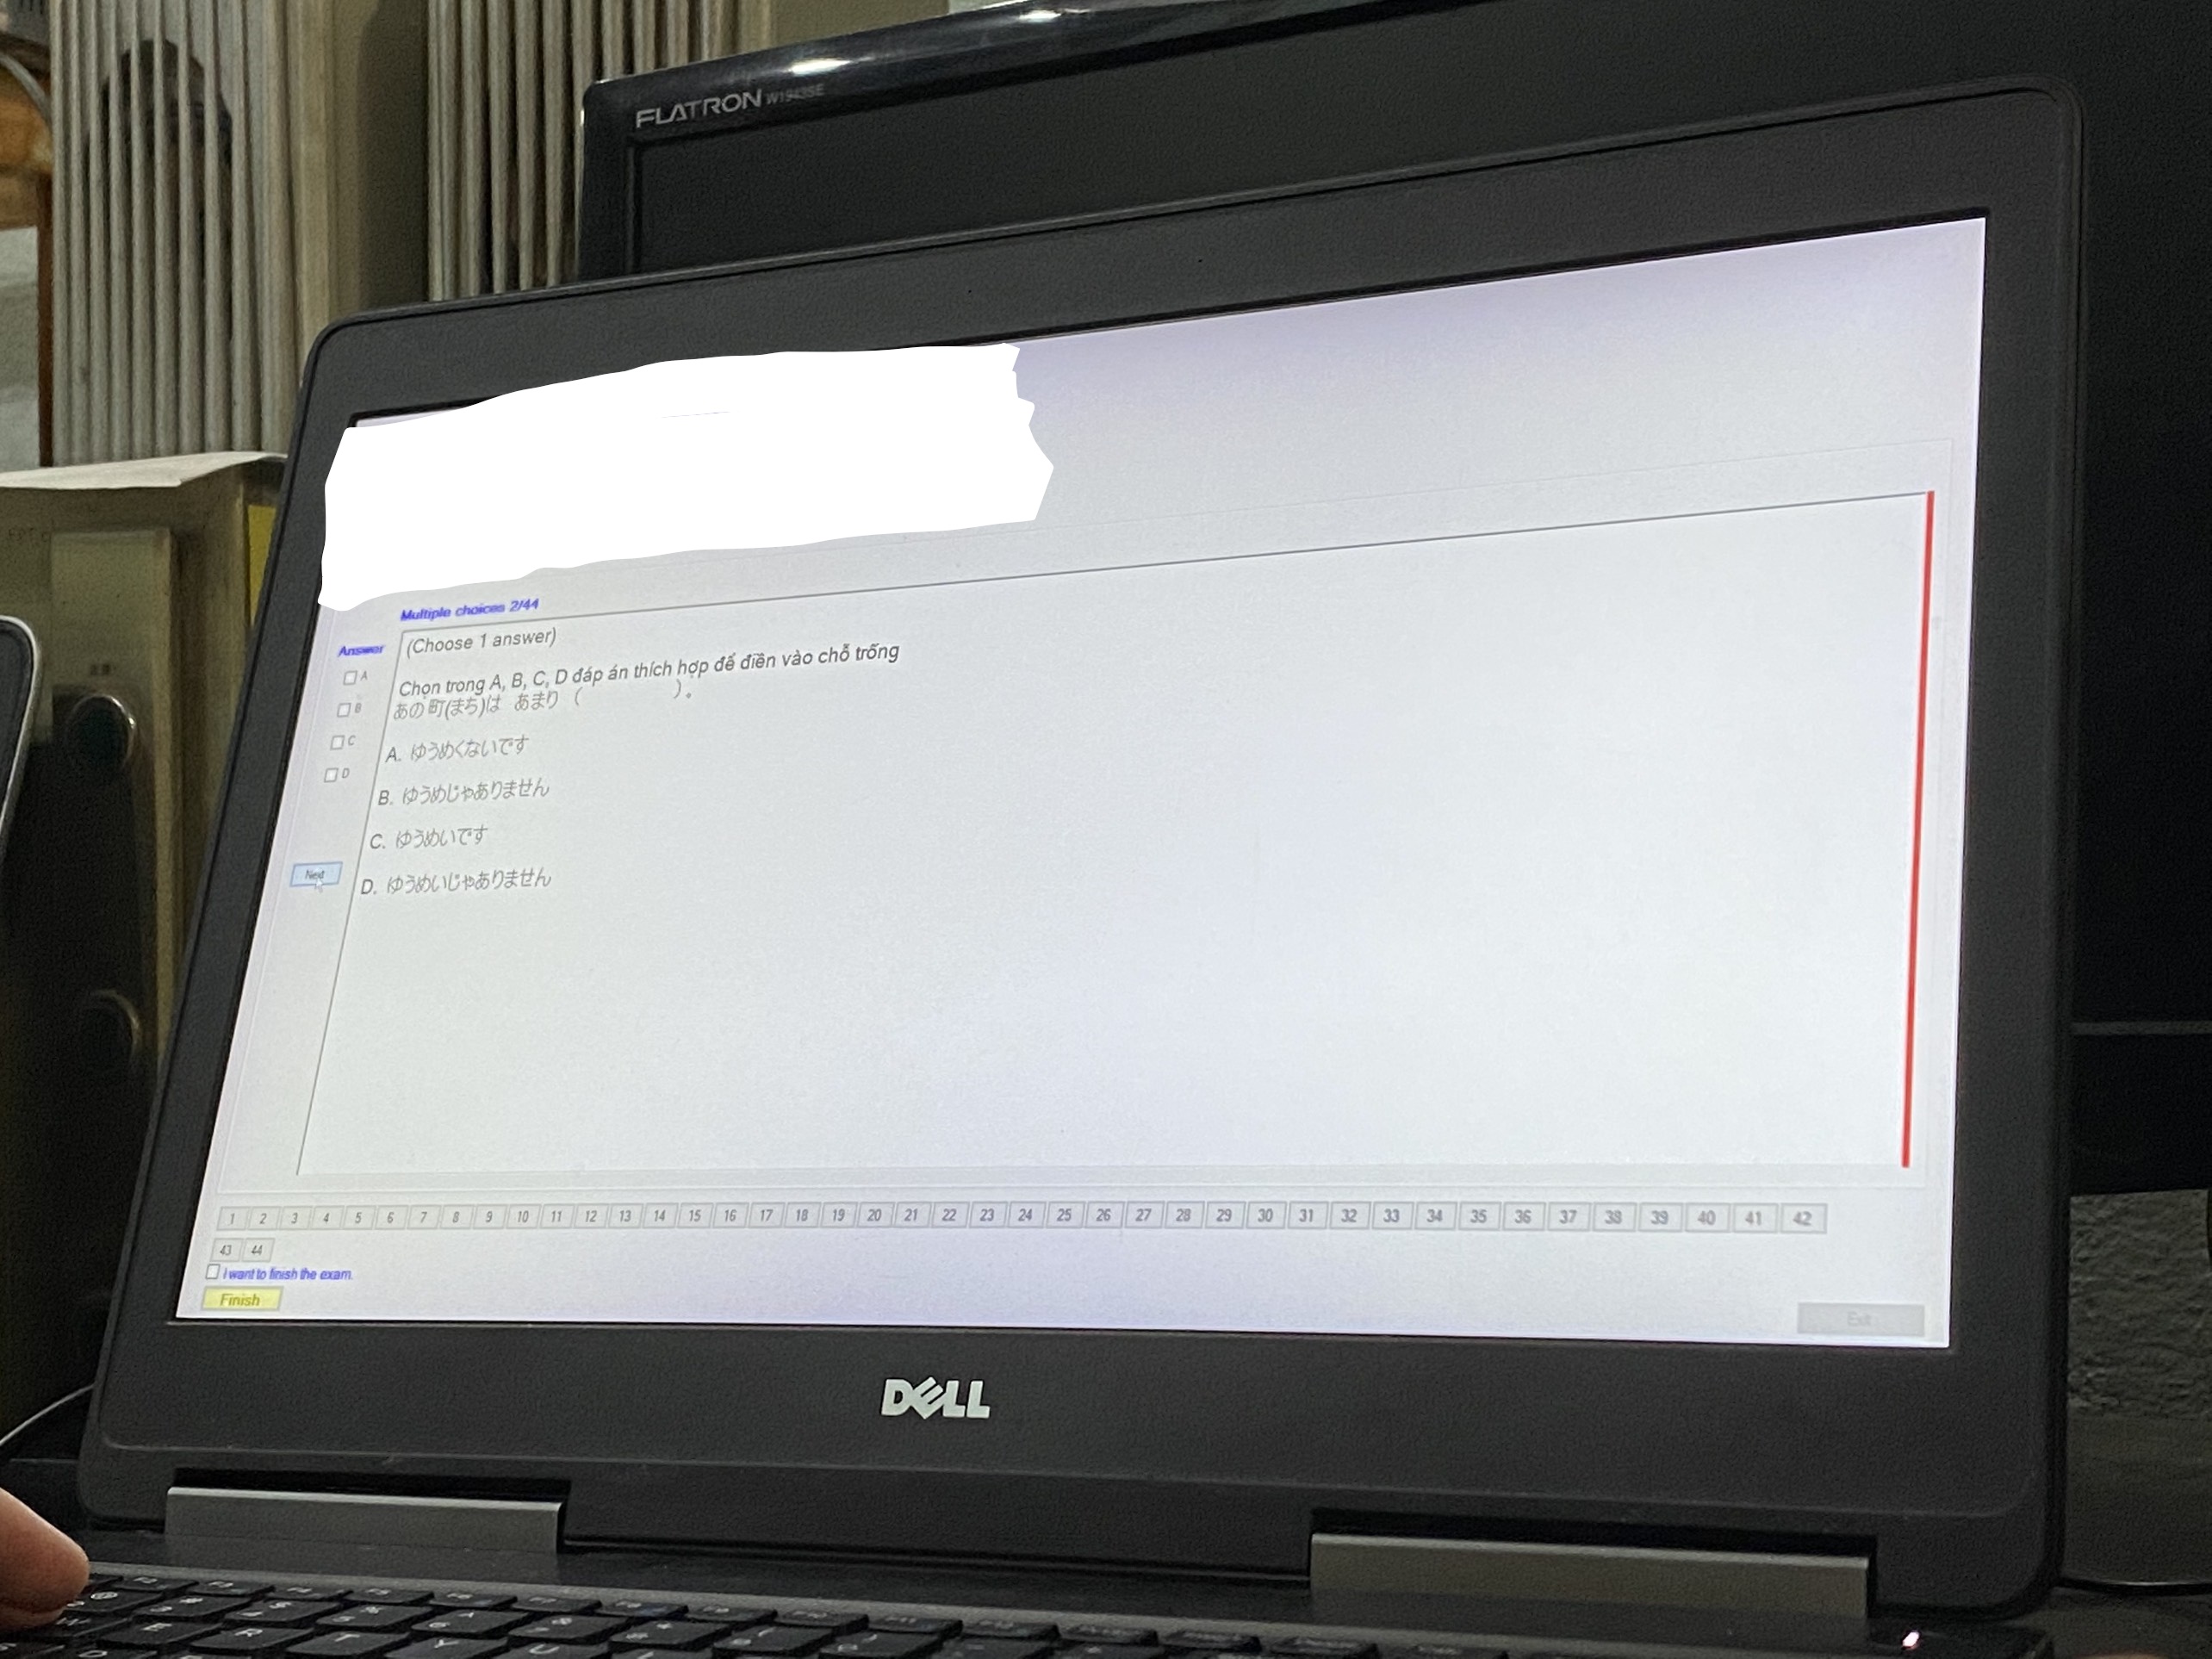 FLATRON W1943SE
Multiple choices 2/44
Answer
(Choose 1 answer)
A
B
C
D
Chọn trong A, B, C, D đáp án thích hợp để điền vào chỗ trống
あの町(まち)は あまり ( )。
A. ゆうめくないです
B. ゆうめじゃありません
C. ゆうめいです
D. ゆうめいじゃありません
Next
1 2 3 4 5 6 7 8 9 10 11 12 13 14 15 16 17 18 19 20 21 22 23 24 25 26 27 28 29 30 31 32 33 34 35 36 37 38 39 40 41 42
43 44
I want to finish the exam.
Finish
Exit
DELL
E R T Y U